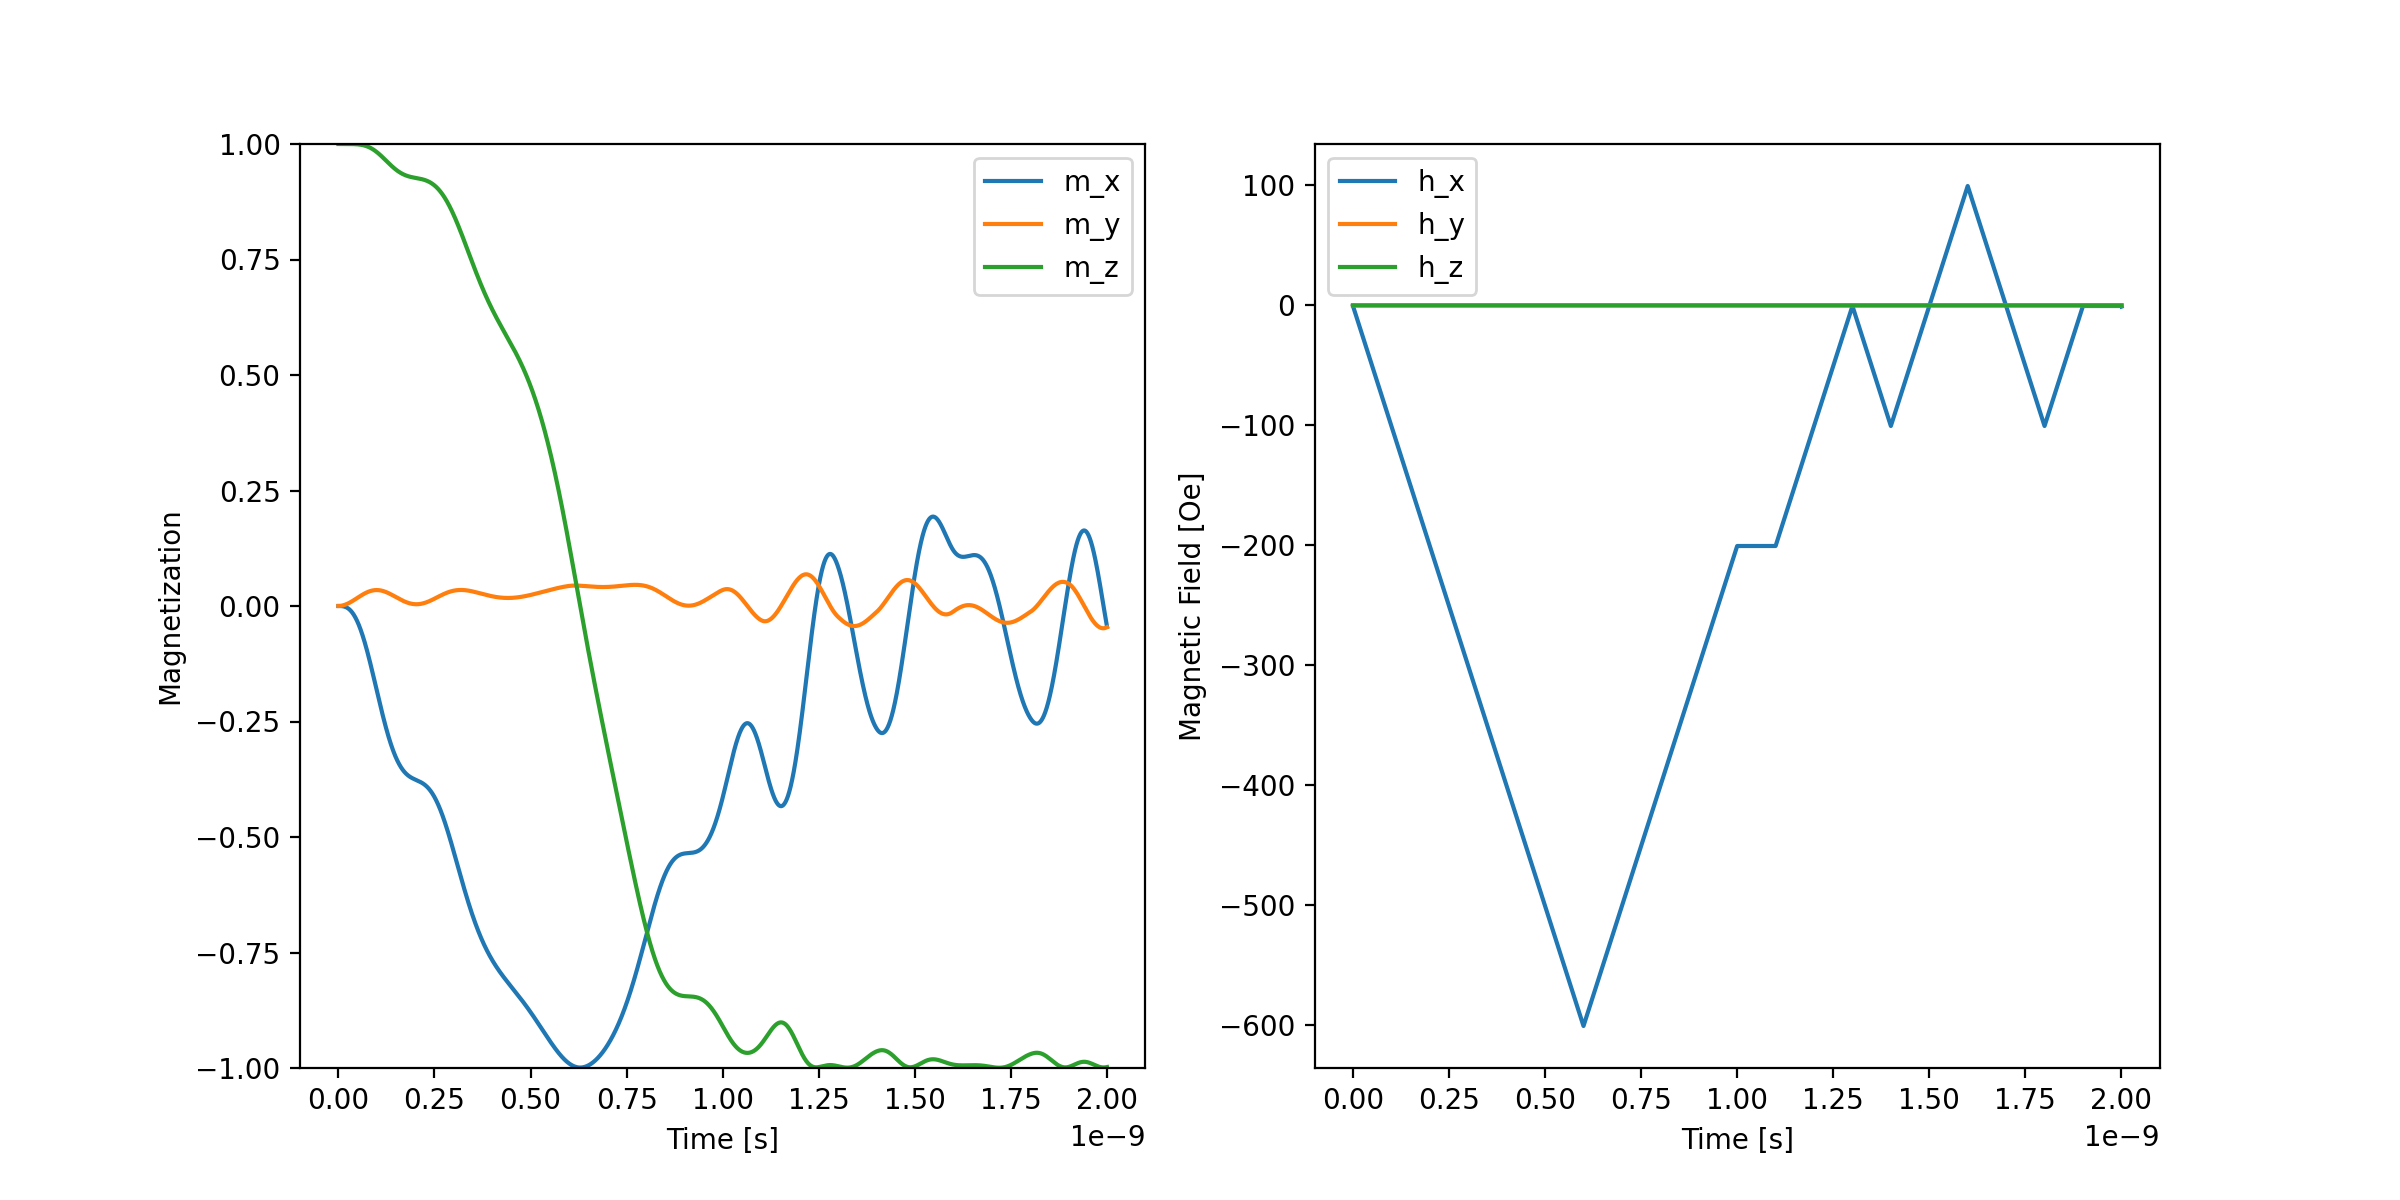 1.00
0.75
0.50
0.25
0.00
−0.25
−0.50
−0.75
−1.00
Magnetization
m_x
m_y
m_z
0.00 0.25 0.50 0.75 1.00 1.25 1.50 1.75 2.00
Time [s]
1e−9
100
0
−100
−200
−300
−400
−500
−600
Magnetic Field [Oe]
h_x
h_y
h_z
0.00 0.25 0.50 0.75 1.00 1.25 1.50 1.75 2.00
Time [s]
1e−9